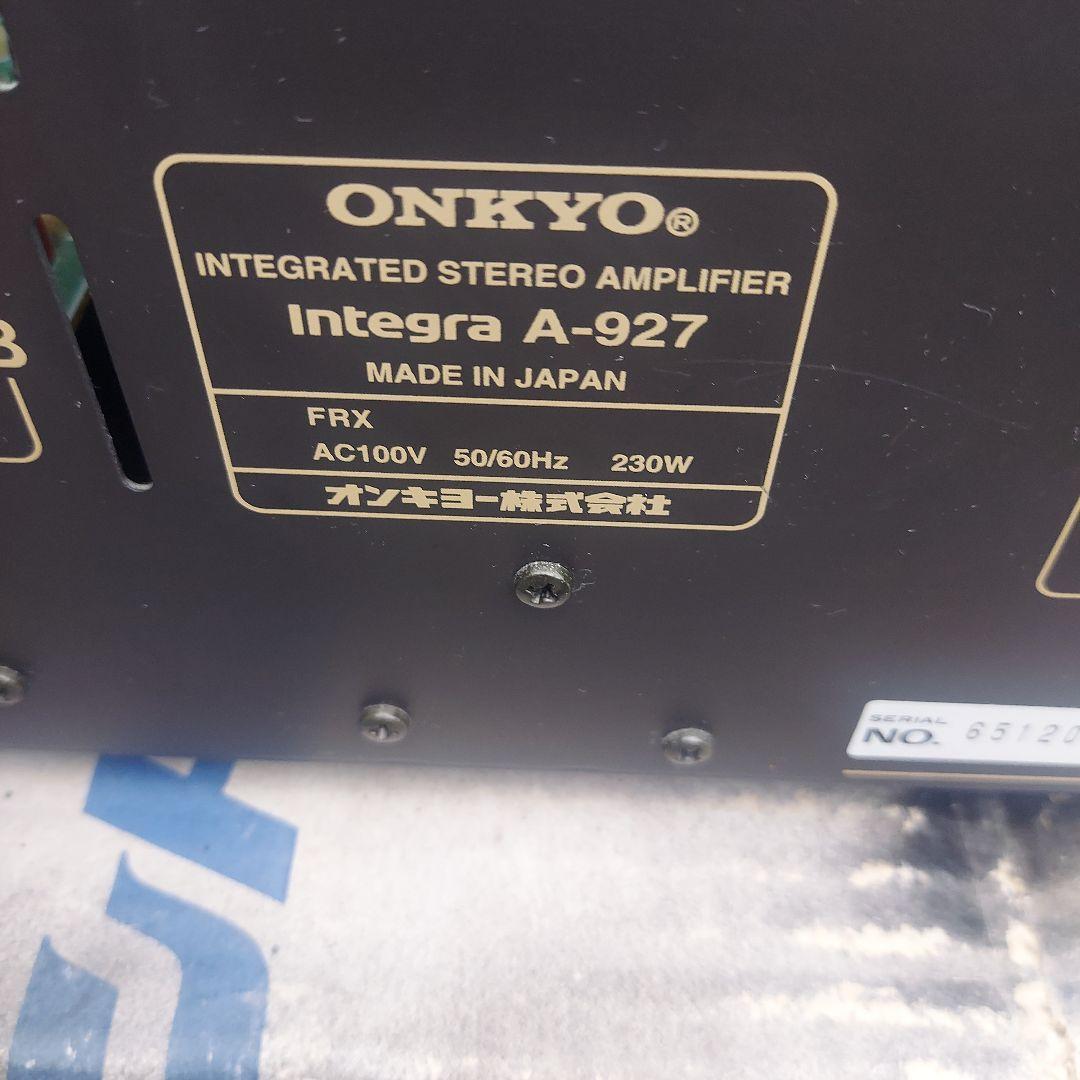 ONKYO®
INTEGRATED STEREO AMPLIFIER
Integra A-927
MADE IN JAPAN
FRX
AC100V 50/60Hz 230W
オンキヨー株式会社
B
SERIAL
NO. 65120